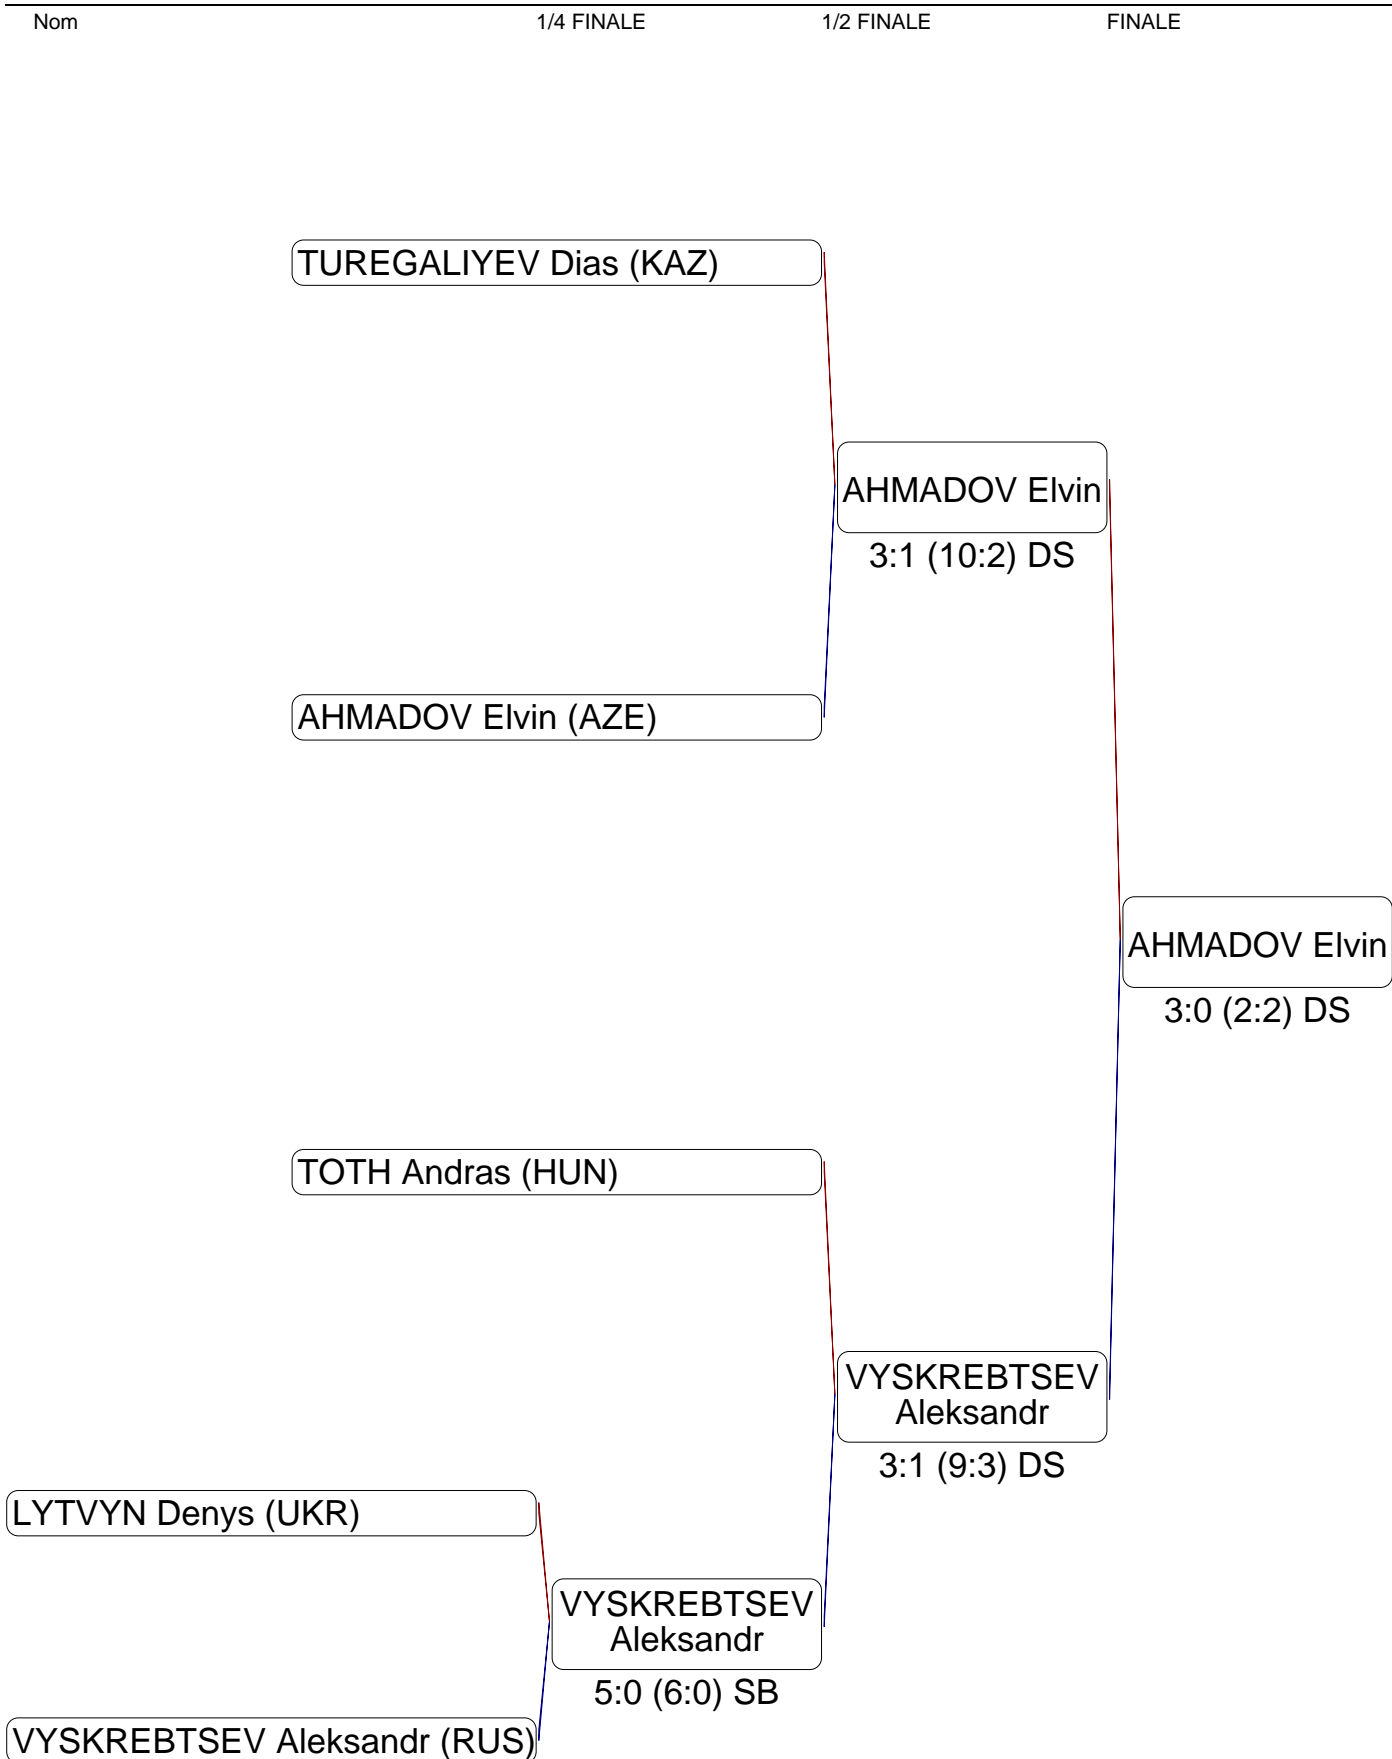 Nom 1/4 FINALE 1/2 FINALE FINALE
TUREGALIYEV Dias (KAZ)
AHMADOV Elvin
3:1 (10:2) DS
AHMADOV Elvin (AZE)
AHMADOV Elvin
3:0 (2:2) DS
TOTH Andras (HUN)
VYSKREBTSEV
Aleksandr
3:1 (9:3) DS
LYTVYN Denys (UKR)
VYSKREBTSEV
Aleksandr
5:0 (6:0) SB
VYSKREBTSEV Aleksandr (RUS)